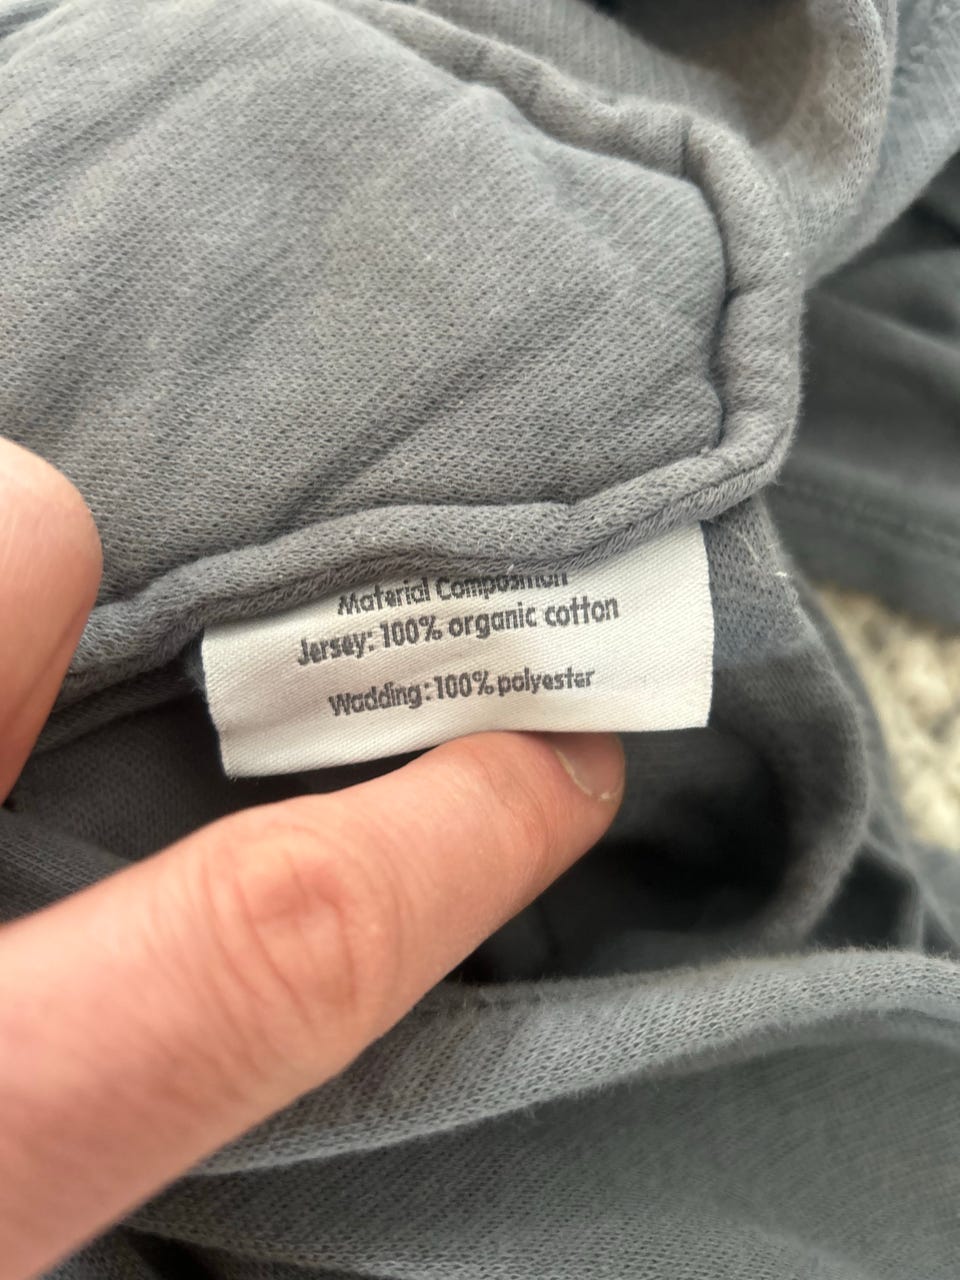 Material Composition
Jersey: 100% organic cotton
Wadding: 100% polyester